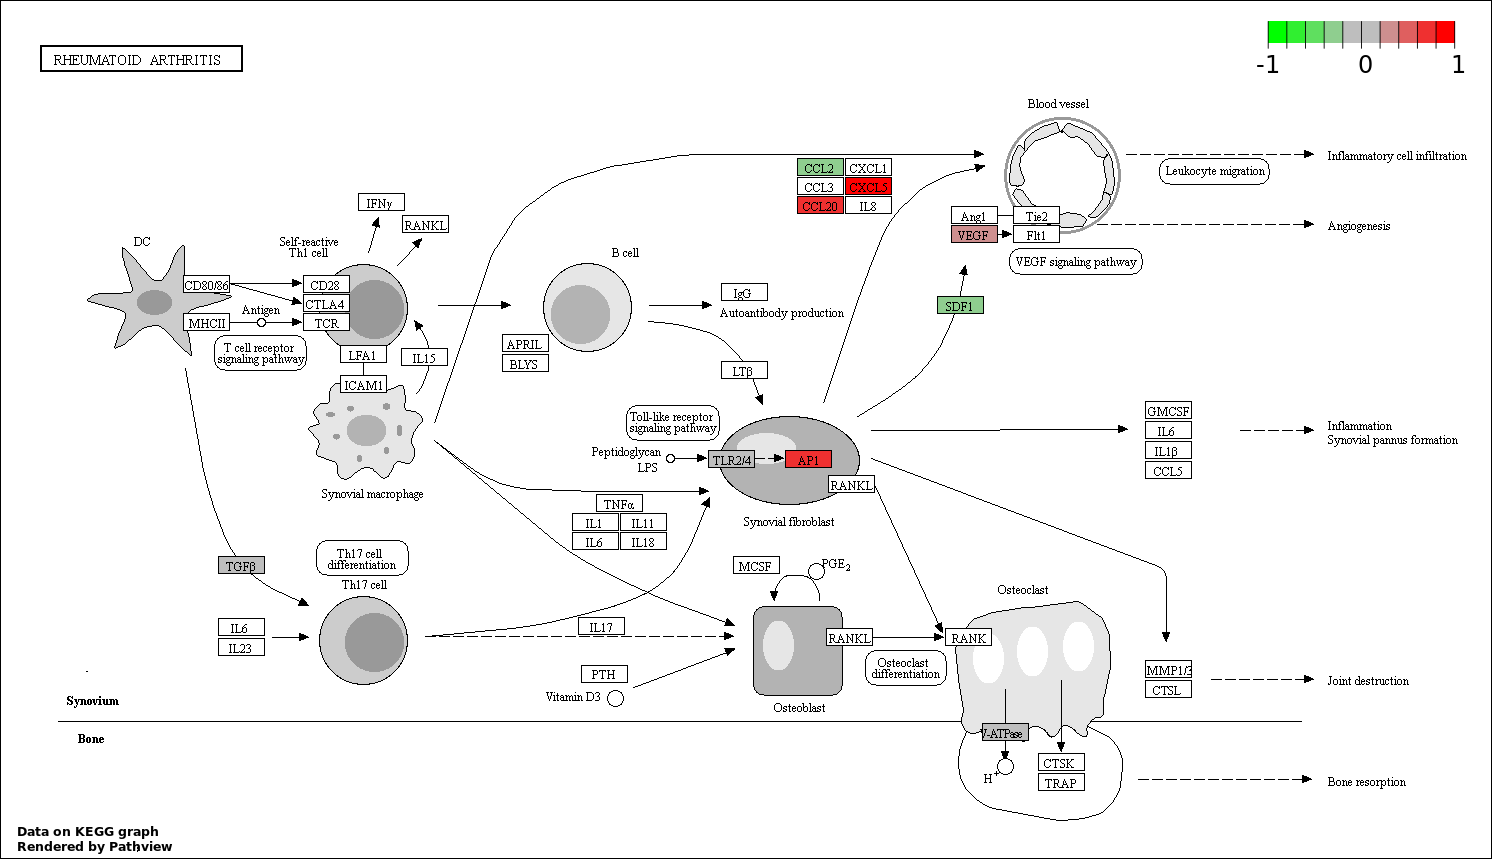 RHEUMATOID ARTHRITIS
-1 0 1
Blood vessel
Inflammatory cell infiltration
Leukocyte migration
CCL2 CXCL1
CCL3 CXCL5
CCL20 IL8
Ang1 Tie2
VEGF Flt1
Angiogenesis
VEGF signaling pathway
IFNγ
RANKL
DC
Self-reactive
Th1 cell
B cell
CD80/86 CD28
CTLA4
Antigen
MHCII TCR
T cell receptor
signaling pathway
LFA1
IL15
ICAM1
Synovial macrophage
APRIL
BLYS
IgG
Autoantibody production
LTβ
SDF1
Toll-like receptor
signaling pathway
Peptidoglycan
LPS
TLR2/4 AP1
RANKL
Synovial fibroblast
GMCSF
IL6
IL1β
CCL5
Inflammation
Synovial pannus formation
TNFα
IL1 IL11
IL6 IL18
TGFβ
Th17 cell
differentiation
Th17 cell
IL6
IL23
IL17
PTH
Vitamin D3
MCSF
PGE2
RANKL
Osteoblast
Osteoclast
RANK
Osteoclast
differentiation
MMP1/3
CTSL
Joint destruction
Synovium
Bone
V-ATPase
H+
CTSK
TRAP
Bone resorption
Data on KEGG graph
Rendered by Pathview